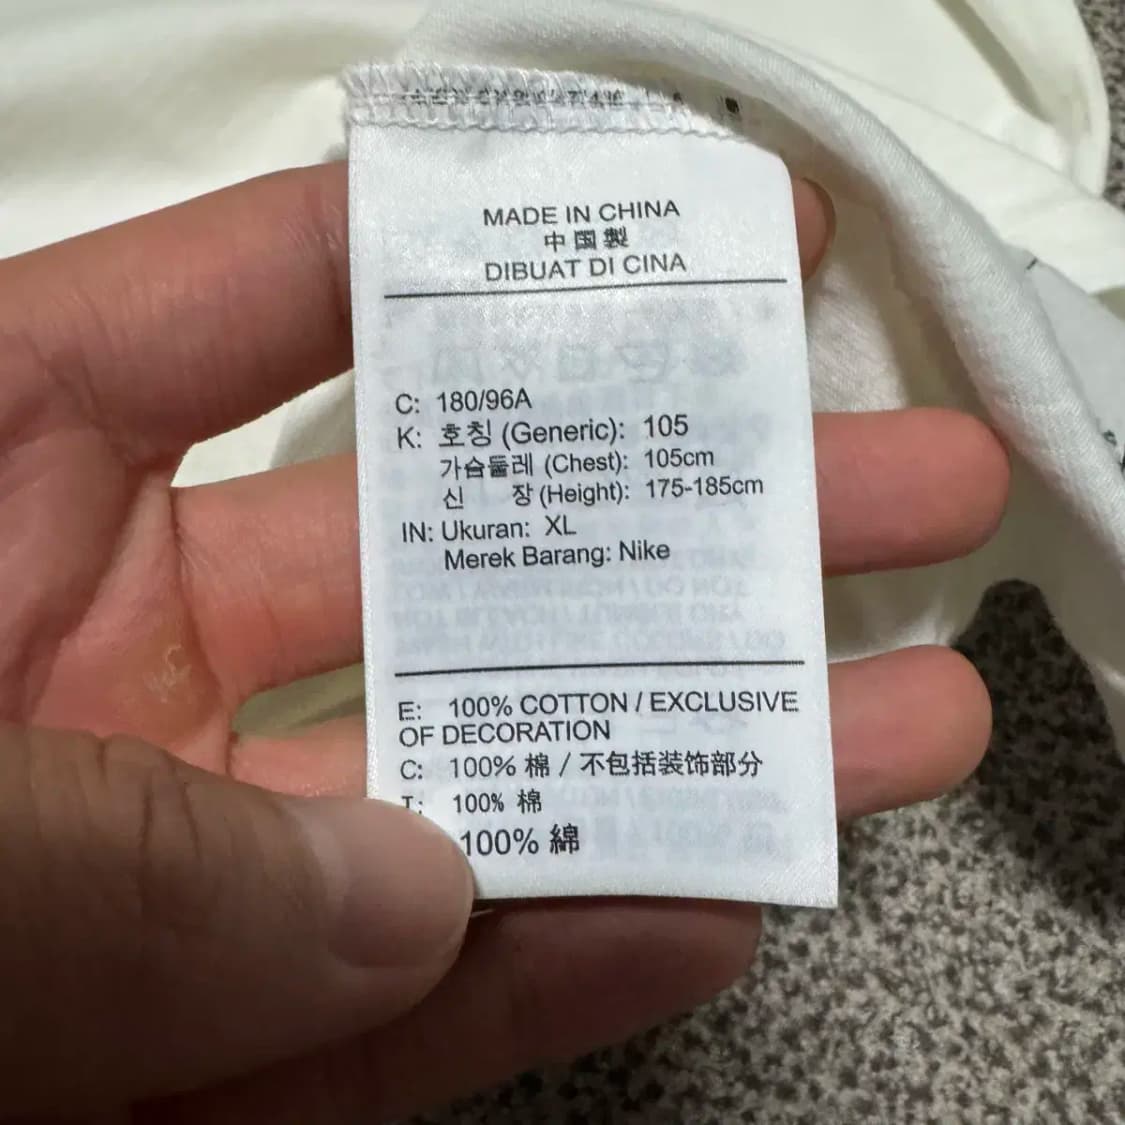 MADE IN CHINA
中国製
DIBUAT DI CINA
C: 180/96A
K: 호칭 (Generic): 105
가슴둘레 (Chest): 105cm
신 장 (Height): 175-185cm
IN: Ukuran: XL
Merek Barang: Nike
E: 100% COTTON / EXCLUSIVE
OF DECORATION
C: 100% 棉 / 不包括装饰部分
T: 100% 棉
100% 綿